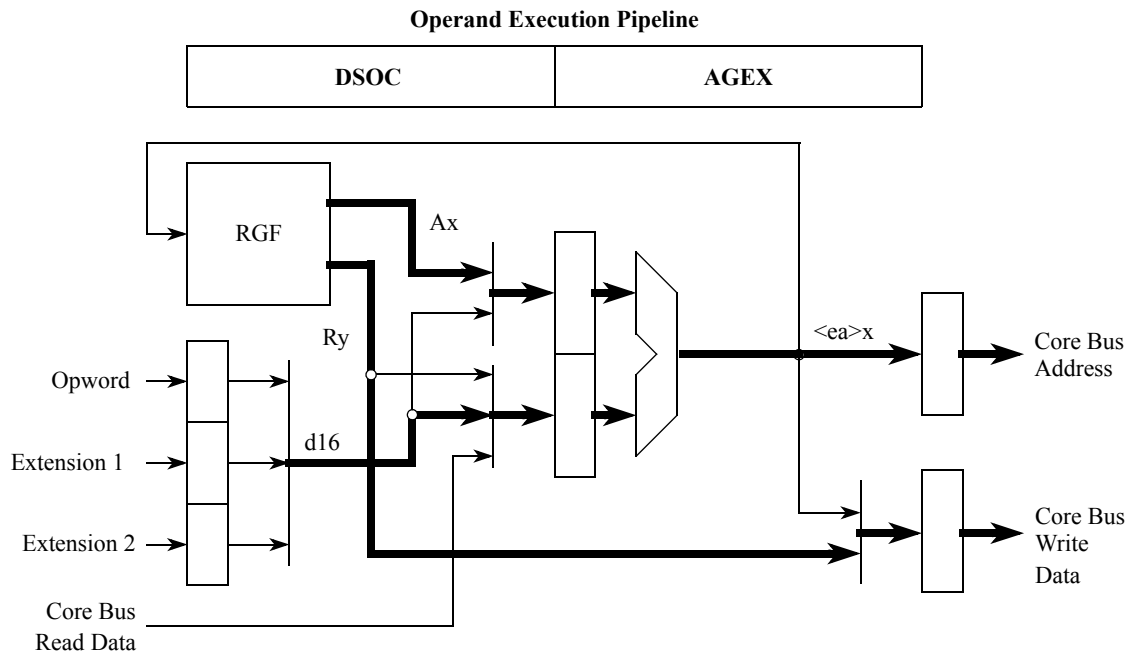 Operand Execution Pipeline
DSOC
AGEX
RGF
Ax
Ry
<ea>x
Core Bus
Address
Opword
d16
Extension 1
Extension 2
Core Bus
Write
Data
Core Bus
Read Data